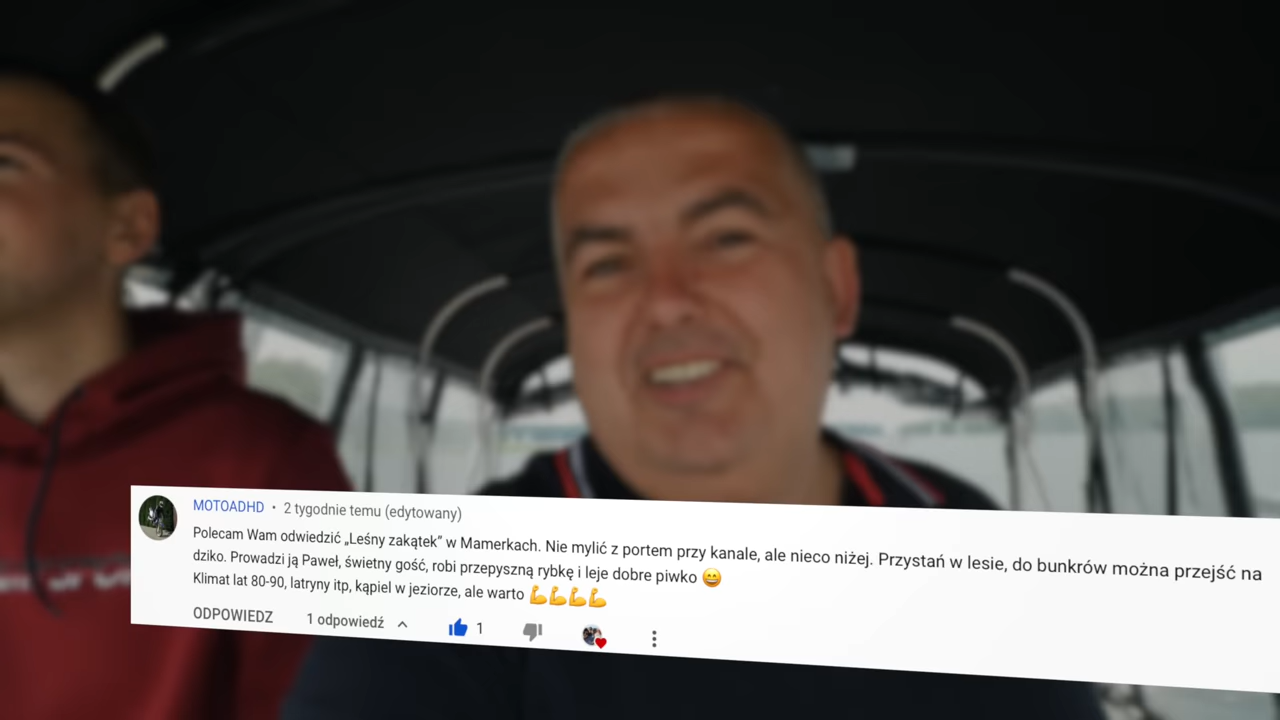 MOTOADHD • 2 tygodnie temu (edytowany)
Polecam Wam odwiedzić „Leśny zakątek” w Mamerkach. Nie mylić z portem przy kanale, ale nieco niżej. Przystań w lesie, do bunkrów można przejść na
dziko. Prowadzi ją Paweł, świetny gość, robi przepyszną rybkę i leje dobre piwko 😄
Klimat lat 80-90, latryny itp, kąpiel w jeziorze, ale warto 💪💪💪💪
ODPOWIEDZ 1 odpowiedź 1